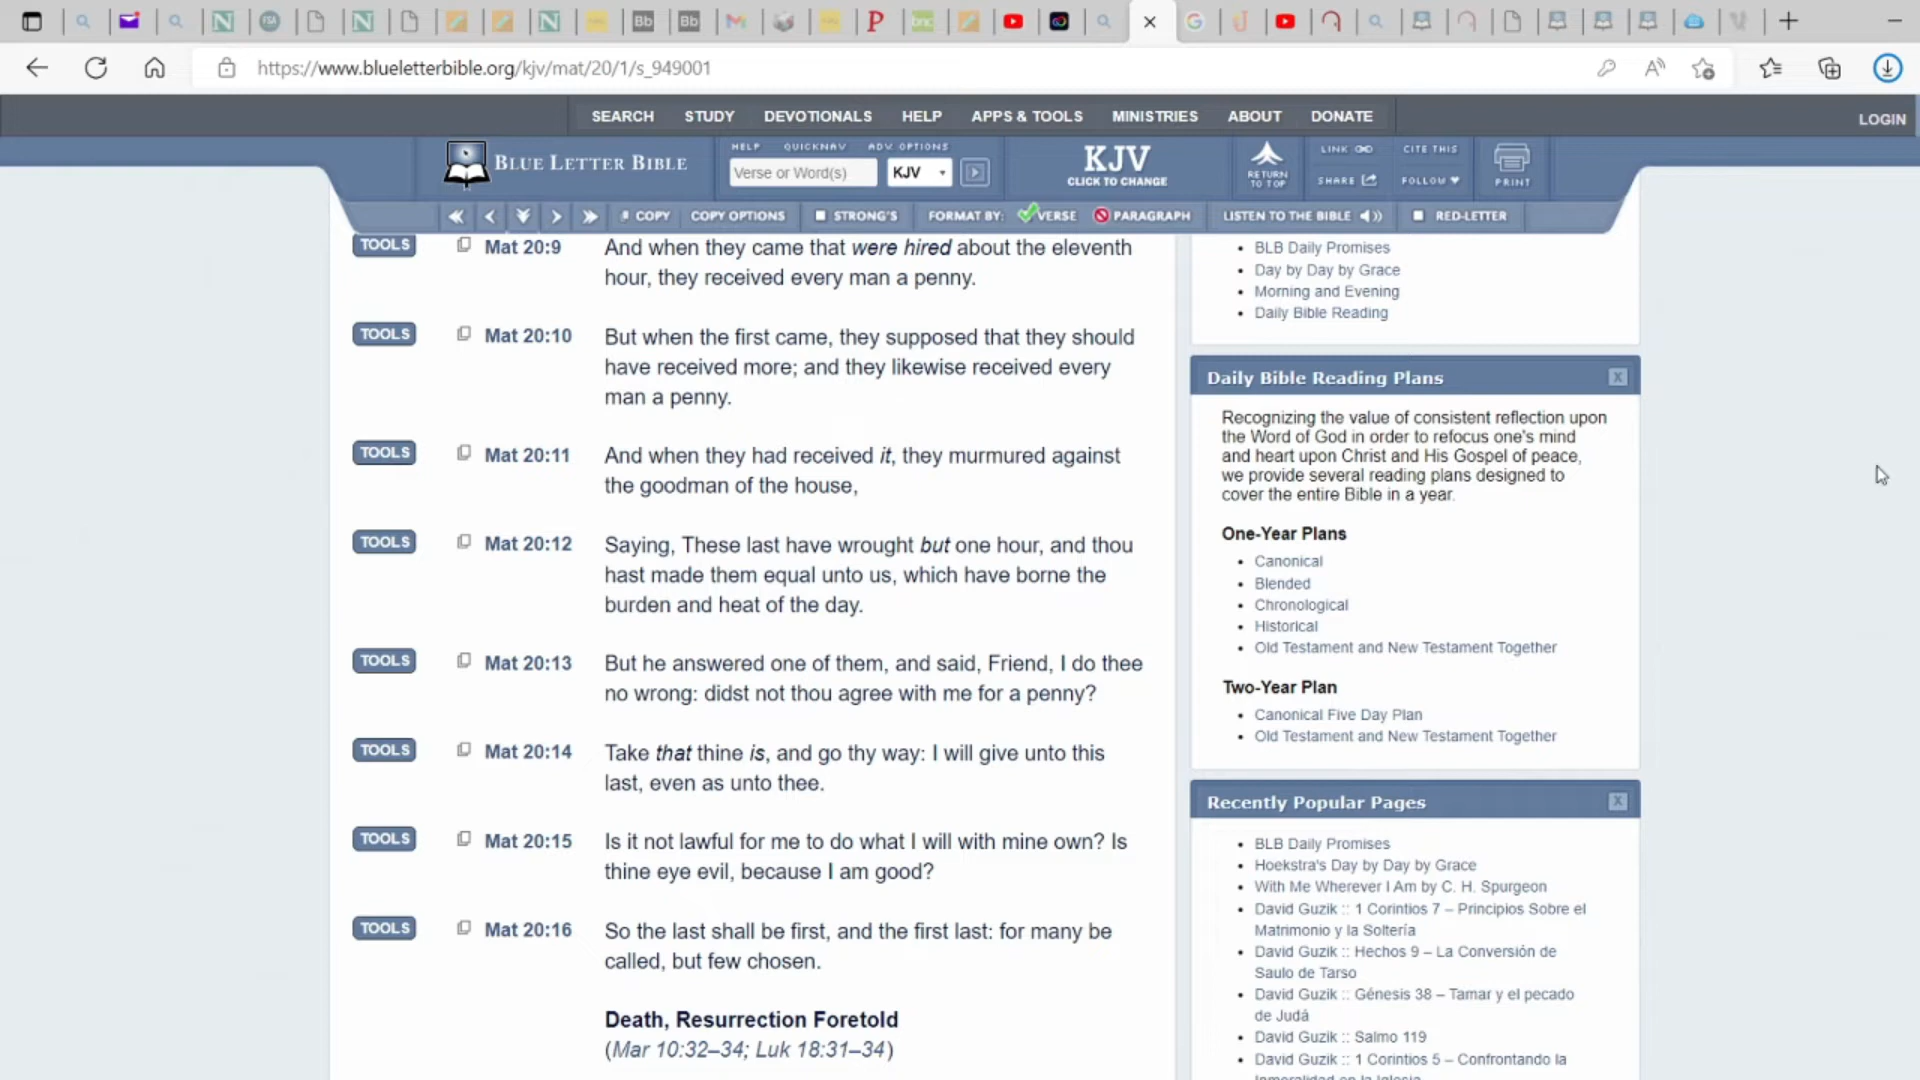 https://www.blueletterbible.org/kjv/mat/20/1/s_949001
SEARCH STUDY DEVOTIONALS HELP APPS & TOOLS MINISTRIES ABOUT DONATE
LOGIN
BLUE LETTER BIBLE
HELP QUICKNAV ADV. OPTIONS
Verse or Word(s) KJV
KJV
CLICK TO CHANGE
RETURN
TO TOP
LINK CITE THIS
SHARE FOLLOW
PRINT
COPY COPY OPTIONS STRONG'S FORMAT BY: VERSE PARAGRAPH LISTEN TO THE BIBLE RED-LETTER
TOOLS Mat 20:9 And when they came that were hired about the eleventh
hour, they received every man a penny.
TOOLS Mat 20:10 But when the first came, they supposed that they should
have received more; and they likewise received every
man a penny.
TOOLS Mat 20:11 And when they had received it, they murmured against
the goodman of the house,
TOOLS Mat 20:12 Saying, These last have wrought but one hour, and thou
hast made them equal unto us, which have borne the
burden and heat of the day.
TOOLS Mat 20:13 But he answered one of them, and said, Friend, I do thee
no wrong: didst not thou agree with me for a penny?
TOOLS Mat 20:14 Take that thine is, and go thy way: I will give unto this
last, even as unto thee.
TOOLS Mat 20:15 Is it not lawful for me to do what I will with mine own? Is
thine eye evil, because I am good?
TOOLS Mat 20:16 So the last shall be first, and the first last: for many be
called, but few chosen.
Death, Resurrection Foretold
(Mar 10:32–34; Luk 18:31–34)
BLB Daily Promises
Day by Day by Grace
Morning and Evening
Daily Bible Reading
Daily Bible Reading Plans X
Recognizing the value of consistent reflection upon
the Word of God in order to refocus one's mind
and heart upon Christ and His Gospel of peace,
we provide several reading plans designed to
cover the entire Bible in a year.
One-Year Plans
Canonical
Blended
Chronological
Historical
Old Testament and New Testament Together
Two-Year Plan
Canonical Five Day Plan
Old Testament and New Testament Together
Recently Popular Pages X
BLB Daily Promises
Hoekstra's Day by Day by Grace
With Me Wherever I Am by C. H. Spurgeon
David Guzik :: 1 Corintios 7 – Principios Sobre el
Matrimonio y la Soltería
David Guzik :: Hechos 9 – La Conversión de
Saulo de Tarso
David Guzik :: Génesis 38 – Tamar y el pecado
de Judá
David Guzik :: Salmo 119
David Guzik :: 1 Corintios 5 – Confrontando la
Inmoralidad en la Iglesia